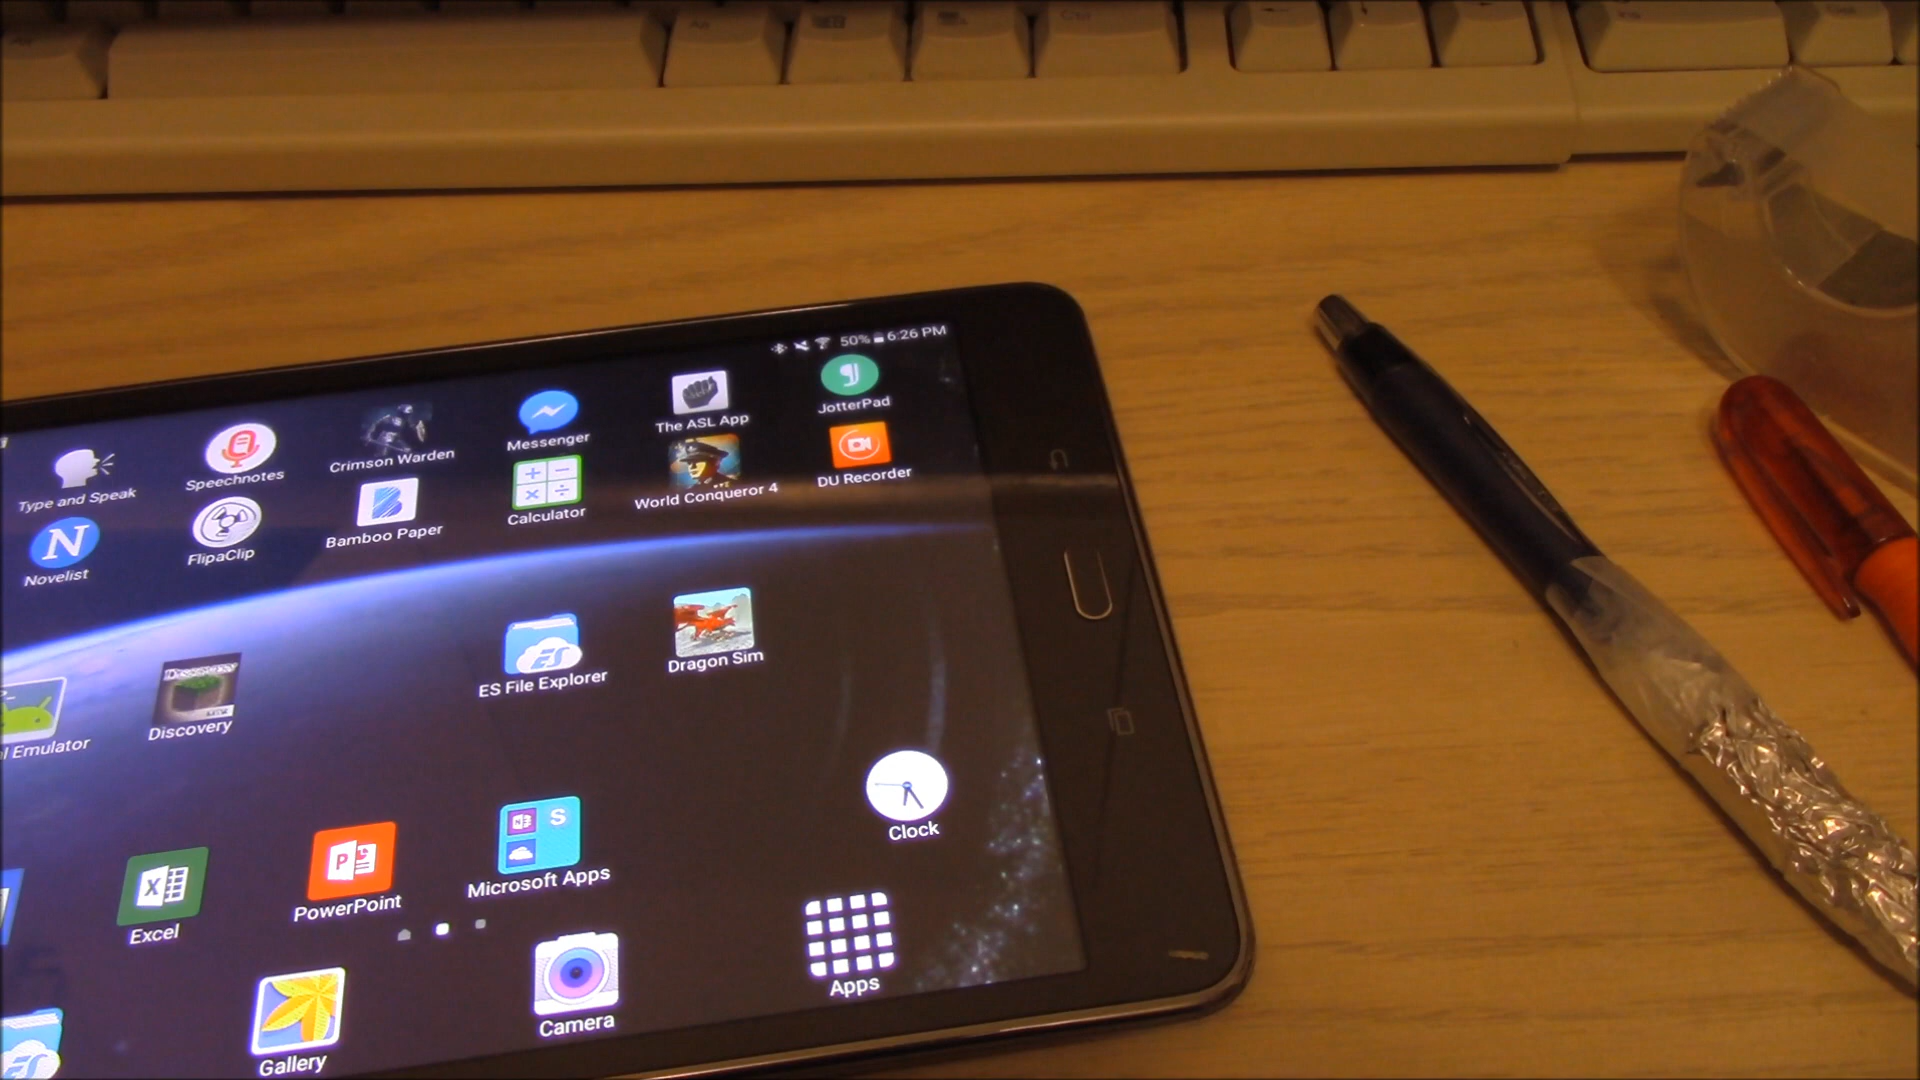 50% 6:26 PM
Type and Speak
Speechnotes
Crimson Warden
Messenger
The ASL App
JotterPad
N
Novelist
FlipaClip
Bamboo Paper
Calculator
World Conqueror 4
DU Recorder
l Emulator
Discovery
ES
ES File Explorer
Dragon Sim
Excel
PowerPoint
S
Microsoft Apps
Clock
ES
Gallery
Camera
Apps